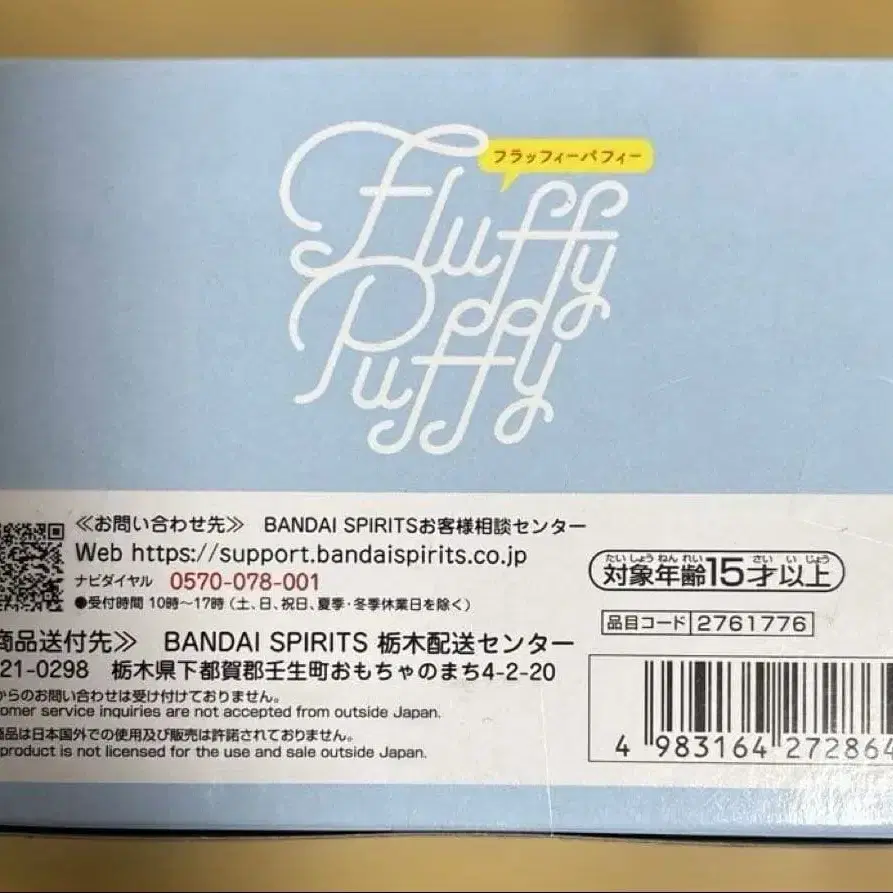 フラッフィーパフィー
Fluffy
Puffy
≪お問い合わせ先≫ BANDAI SPIRITSお客様相談センター
Web https://support.bandaispirits.co.jp
ナビダイヤル 0570-078-001
●受付時間 10時〜17時（土、日、祝日、夏季・冬季休業日を除く）
商品送付先≫ BANDAI SPIRITS 栃木配送センター
21-0298 栃木県下都賀郡壬生町おもちゃのまち4-2-20
からのお問い合わせは受け付けておりません。
omer service inquiries are not accepted from outside Japan.
商品は日本国外での使用及び販売は許諾されておりません。
product is not licensed for the use and sale outside Japan.
たいしょうねんれい さい いじょう
対象年齢15才以上
品目コード 2761776
4 983164 272864